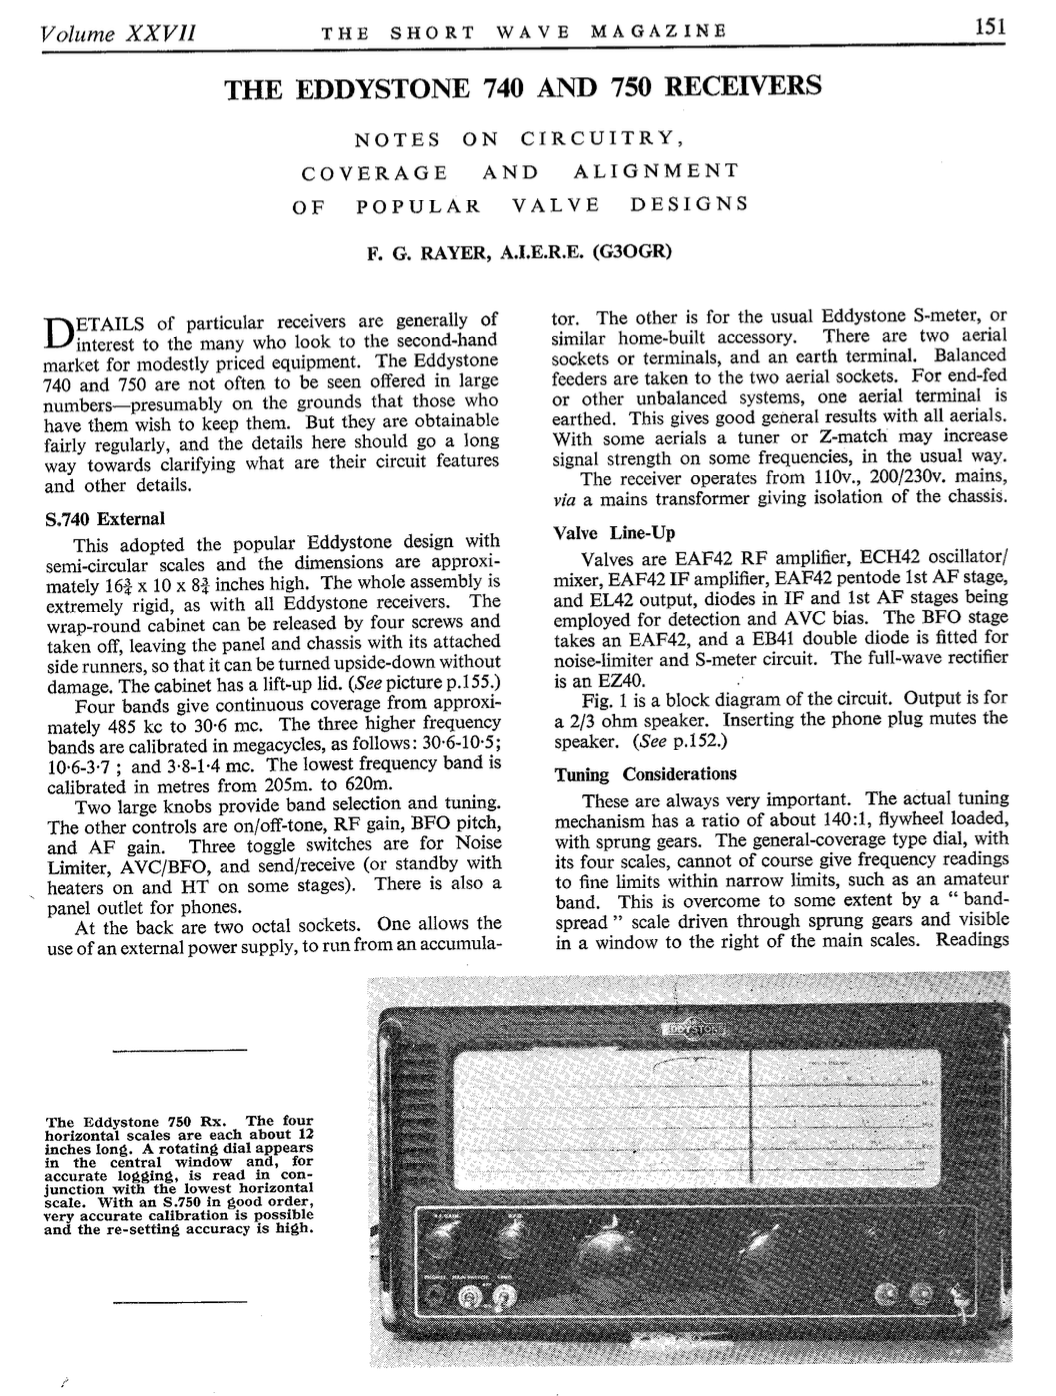 Volume XXVII THE SHORT WAVE MAGAZINE 151
THE EDDYSTONE 740 AND 750 RECEIVERS
NOTES ON CIRCUITRY,
COVERAGE AND ALIGNMENT
OF POPULAR VALVE DESIGNS
F. G. RAYER, A.I.E.R.E. (G3OGR)
DETAILS of particular receivers are generally of
interest to the many who look to the second-hand
market for modestly priced equipment. The Eddystone
740 and 750 are not often to be seen offered in large
numbers—presumably on the grounds that those who
have them wish to keep them. But they are obtainable
fairly regularly, and the details here should go a long
way towards clarifying what are their circuit features
and other details.
S.740 External
This adopted the popular Eddystone design with
semi-circular scales and the dimensions are approxi-
mately 16¾ x 10 x 8¾ inches high. The whole assembly is
extremely rigid, as with all Eddystone receivers. The
wrap-round cabinet can be released by four screws and
taken off, leaving the panel and chassis with its attached
side runners, so that it can be turned upside-down without
damage. The cabinet has a lift-up lid. (See picture p.155.)
Four bands give continuous coverage from approxi-
mately 485 kc to 30·6 mc. The three higher frequency
bands are calibrated in megacycles, as follows: 30·6-10·5;
10·6-3·7 ; and 3·8-1·4 mc. The lowest frequency band is
calibrated in metres from 205m. to 620m.
Two large knobs provide band selection and tuning.
The other controls are on/off-tone, RF gain, BFO pitch,
and AF gain. Three toggle switches are for Noise
Limiter, AVC/BFO, and send/receive (or standby with
heaters on and HT on some stages). There is also a
panel outlet for phones.
At the back are two octal sockets. One allows the
use of an external power supply, to run from an accumula-
tor. The other is for the usual Eddystone S-meter, or
similar home-built accessory. There are two aerial
sockets or terminals, and an earth terminal. Balanced
feeders are taken to the two aerial sockets. For end-fed
or other unbalanced systems, one aerial terminal is
earthed. This gives good general results with all aerials.
With some aerials a tuner or Z-match may increase
signal strength on some frequencies, in the usual way.
The receiver operates from 110v., 200/230v. mains,
via a mains transformer giving isolation of the chassis.
Valve Line-Up
Valves are EAF42 RF amplifier, ECH42 oscillator/
mixer, EAF42 IF amplifier, EAF42 pentode 1st AF stage,
and EL42 output, diodes in IF and 1st AF stages being
employed for detection and AVC bias. The BFO stage
takes an EAF42, and a EB41 double diode is fitted for
noise-limiter and S-meter circuit. The full-wave rectifier
is an EZ40.
Fig. 1 is a block diagram of the circuit. Output is for
a 2/3 ohm speaker. Inserting the phone plug mutes the
speaker. (See p.152.)
Tuning Considerations
These are always very important. The actual tuning
mechanism has a ratio of about 140:1, flywheel loaded,
with sprung gears. The general-coverage type dial, with
its four scales, cannot of course give frequency readings
to fine limits within narrow limits, such as an amateur
band. This is overcome to some extent by a “ band-
spread ” scale driven through sprung gears and visible
in a window to the right of the main scales. Readings
The Eddystone 750 Rx. The four
horizontal scales are each about 12
inches long. A rotating dial appears
in the central window and, for
accurate logging, is read in con-
junction with the lowest horizontal
scale. With an S.750 in good order,
very accurate calibration is possible
and the re-setting accuracy is high.
EDDYSTONE